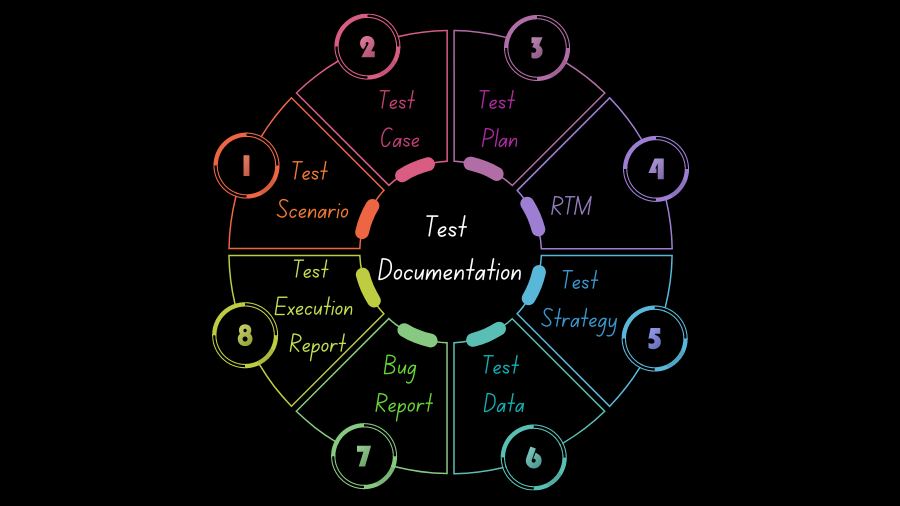 1
Test
Scenario
2
Test
Case
3
Test
Plan
4
RTM
5
Test
Strategy
6
Test
Data
7
Bug
Report
8
Test
Execution
Report
Test
Documentation